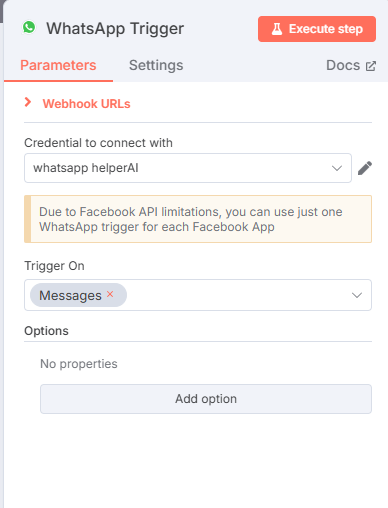 WhatsApp Trigger
Execute step
Parameters
Settings
Docs
Webhook URLs
Credential to connect with
whatsapp helperAI
Due to Facebook API limitations, you can use just one
WhatsApp trigger for each Facebook App
Trigger On
Messages
Options
No properties
Add option